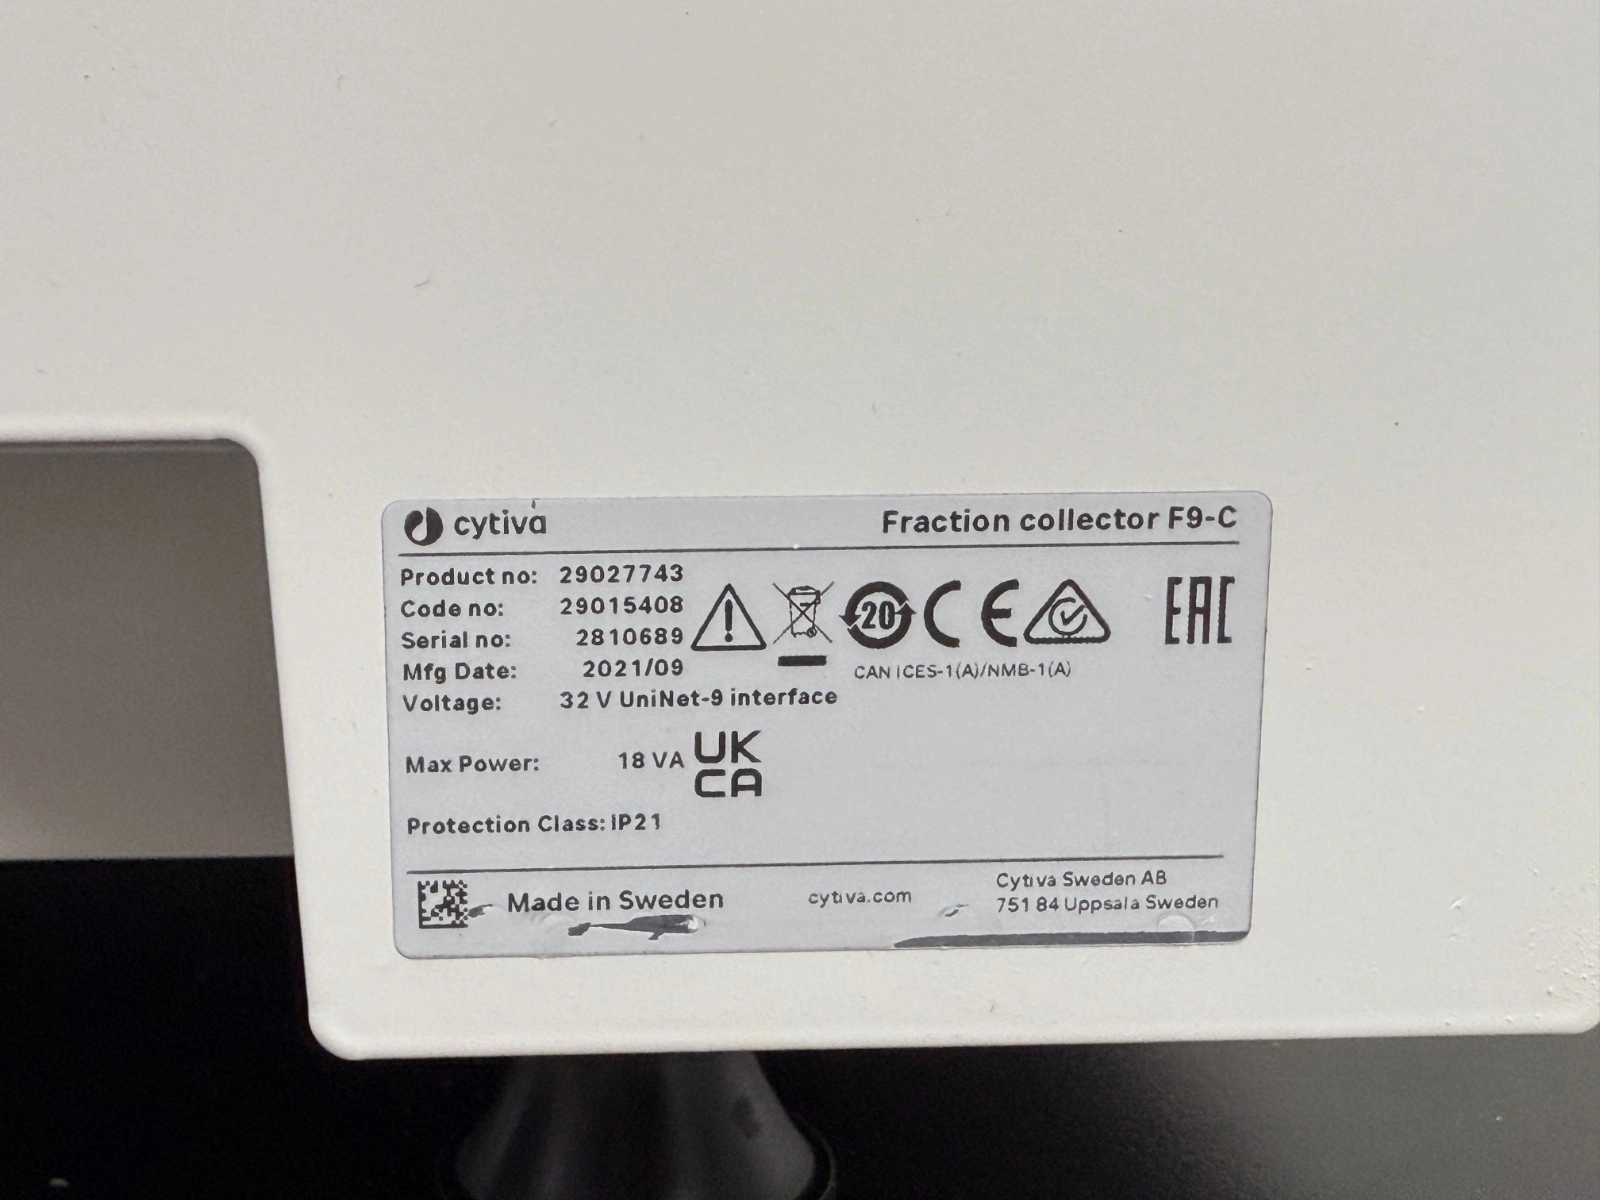 cytiva Fraction collector F9-C
Product no: 29027743
Code no: 29015408
Serial no: 2810689
Mfg Date: 2021/09
Voltage: 32 V UniNet-9 interface
20 CE EAC
CAN ICES-1(A)/NMB-1(A)
Max Power: 18 VA
UK
CA
Protection Class: IP21
Made in Sweden
cytiva.com
Cytiva Sweden AB
751 84 Uppsala Sweden